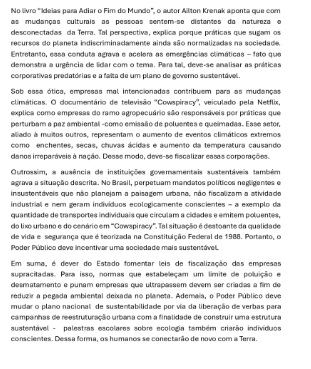 No livro "Ideias para Adiar o Fim do Mundo", o autor Ailton Krenak aponta que com
as mudanças culturais as pessoas sentem-se distantes da natureza e
desconectadas da Terra. Tal perspectiva, explica porque práticas que sugam os
recursos do planeta indiscriminadamente ainda são normalizadas na sociedade.
Entretanto, essa conduta agrava e acelera as emergências climáticas – fato que
demonstra a urgência de lidar com o tema. Para tal, deve-se analisar as práticas
corporativas predatórias e a falta de um plano de governo sustentável.
Sob essa ótica, empresas mal intencionadas contribuem para as mudanças
climáticas. O documentário de televisão "Cowspiracy", veiculado pela Netflix,
explica como empresas do ramo agropecuário são responsáveis por práticas que
perturbam a paz ambiental -como emissão de poluentes e queimadas. Esse setor,
aliado à muitos outros, representam o aumento de eventos climáticos extremos
como enchentes, secas, chuvas ácidas e aumento da temperatura causando
danos irreparáveis à nação. Desse modo, deve-se fiscalizar essas corporações.
Outrossim, a ausência de instituições governamentais sustentáveis também
agrava a situação descrita. No Brasil, perpetuam mandatos políticos negligentes e
insustentáveis que não planejam a paisagem urbana, não fiscalizam a atividade
industrial e nem geram indivíduos ecologicamente conscientes – a exemplo da
quantidade de transportes individuais que circulam a cidades e emitem poluentes,
do lixo urbano e do cenário em "Cowspiracy". Tal situação é destoante da qualidade
de vida e segurança que é teorizada na Constituição Federal de 1988. Portanto, o
Poder Público deve incentivar uma sociedade mais sustentável.
Em suma, é dever do Estado fomentar leis de fiscalização das empresas
supracitadas. Para isso, normas que estabeleçam um limite de poluição e
desmatamento e punam empresas que ultrapassem devem ser criadas a fim de
reduzir a pegada ambiental deixada no planeta. Ademais, o Poder Público deve
mudar o plano nacional de sustentabilidade por via da liberação de verbas para
campanhas de reestruturação urbana com a finalidade de construir uma estrutura
sustentável - palestras escolares sobre ecologia também criarão indivíduos
conscientes. Dessa forma, os humanos se conectarão de novo com a Terra.